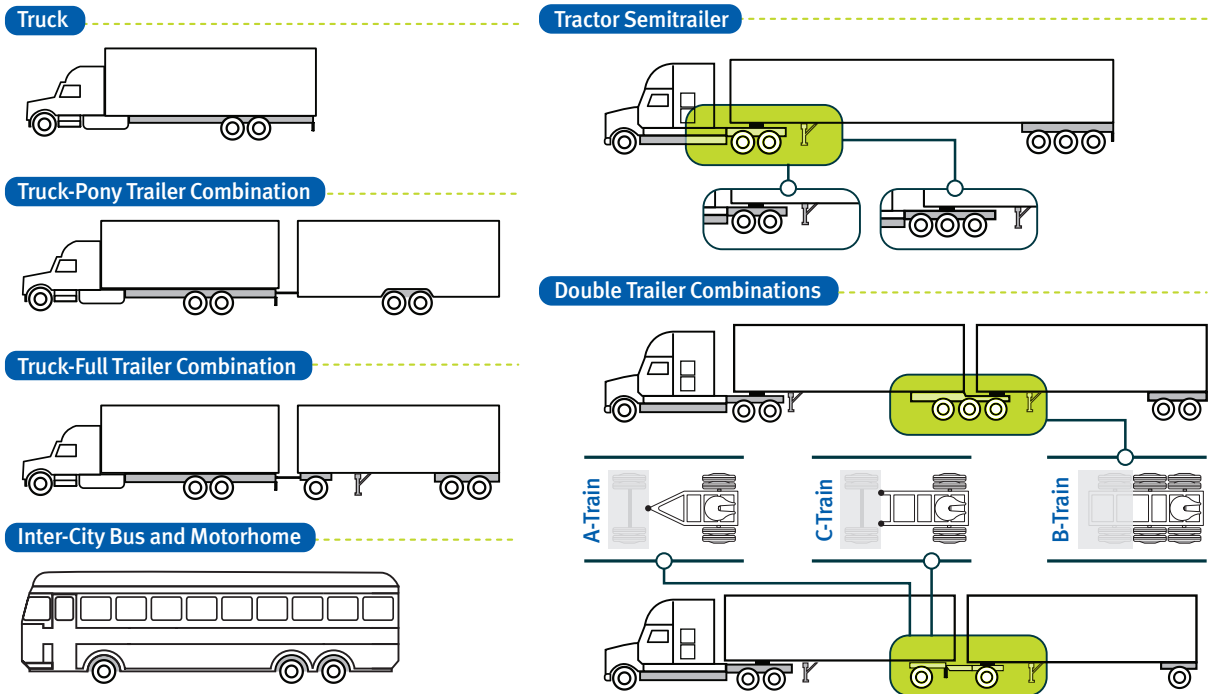 Truck
Truck-Pony Trailer Combination
Truck-Full Trailer Combination
Inter-City Bus and Motorhome
Tractor Semitrailer
Double Trailer Combinations
A-Train
C-Train
B-Train